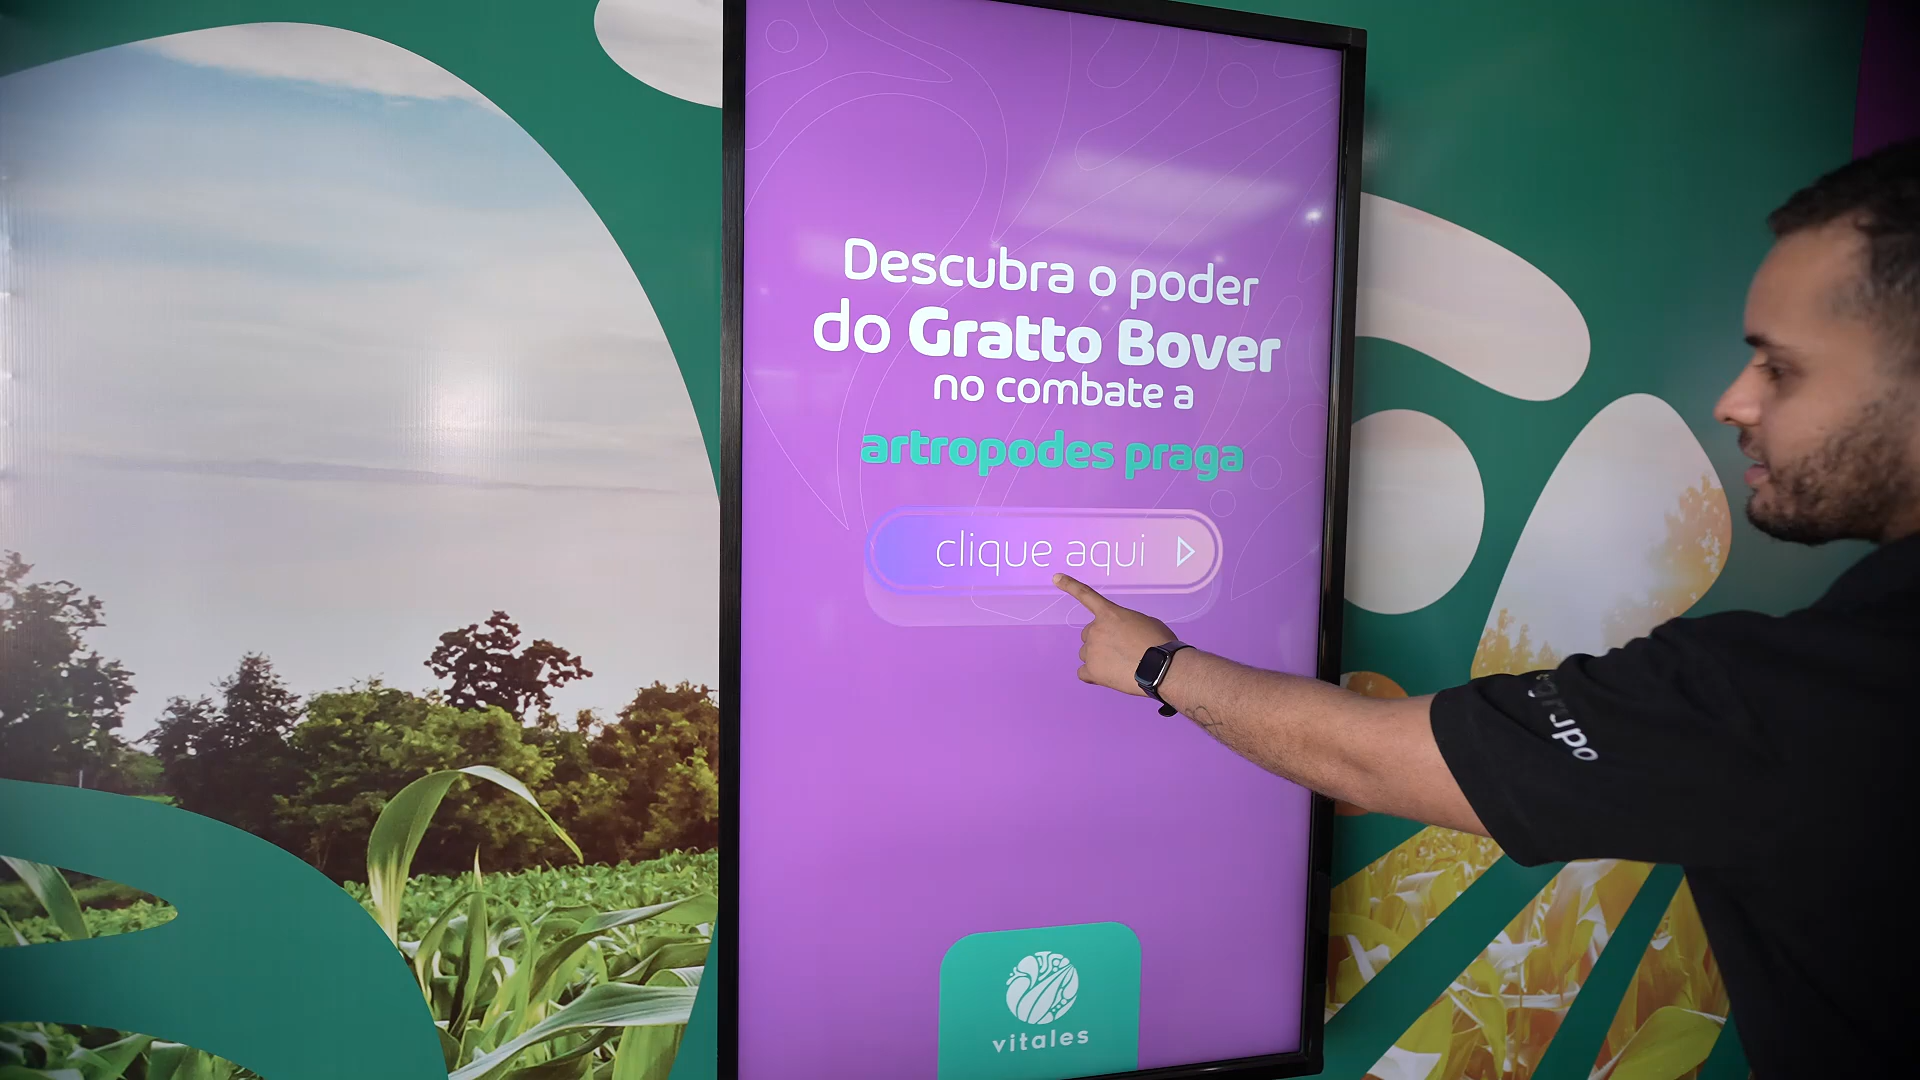 Descubra o poder
do Gratto Bover
no combate a
artropodes praga
clique aqui
vitales